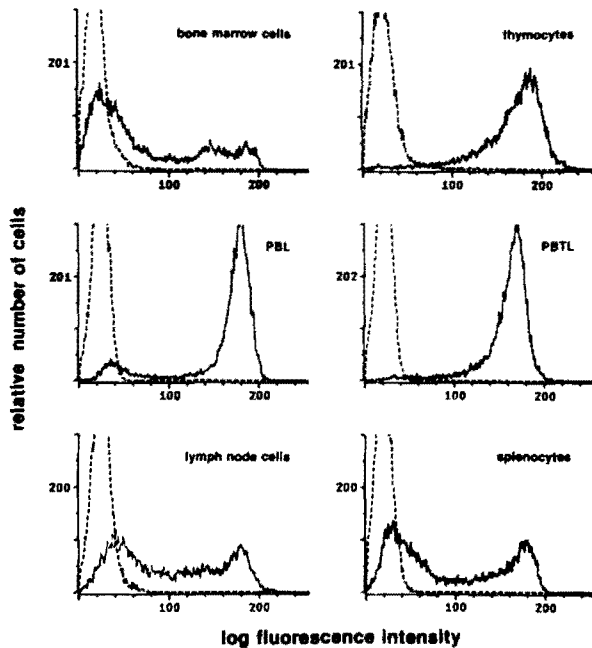 bone marrow cells
201
100 200
thymocytes
201
100 200
PBL
201
100 200
PBTL
202
100 200
lymph node cells
200
100 200
splenocytes
200
100 200
relative number of cells
log fluorescence intensity